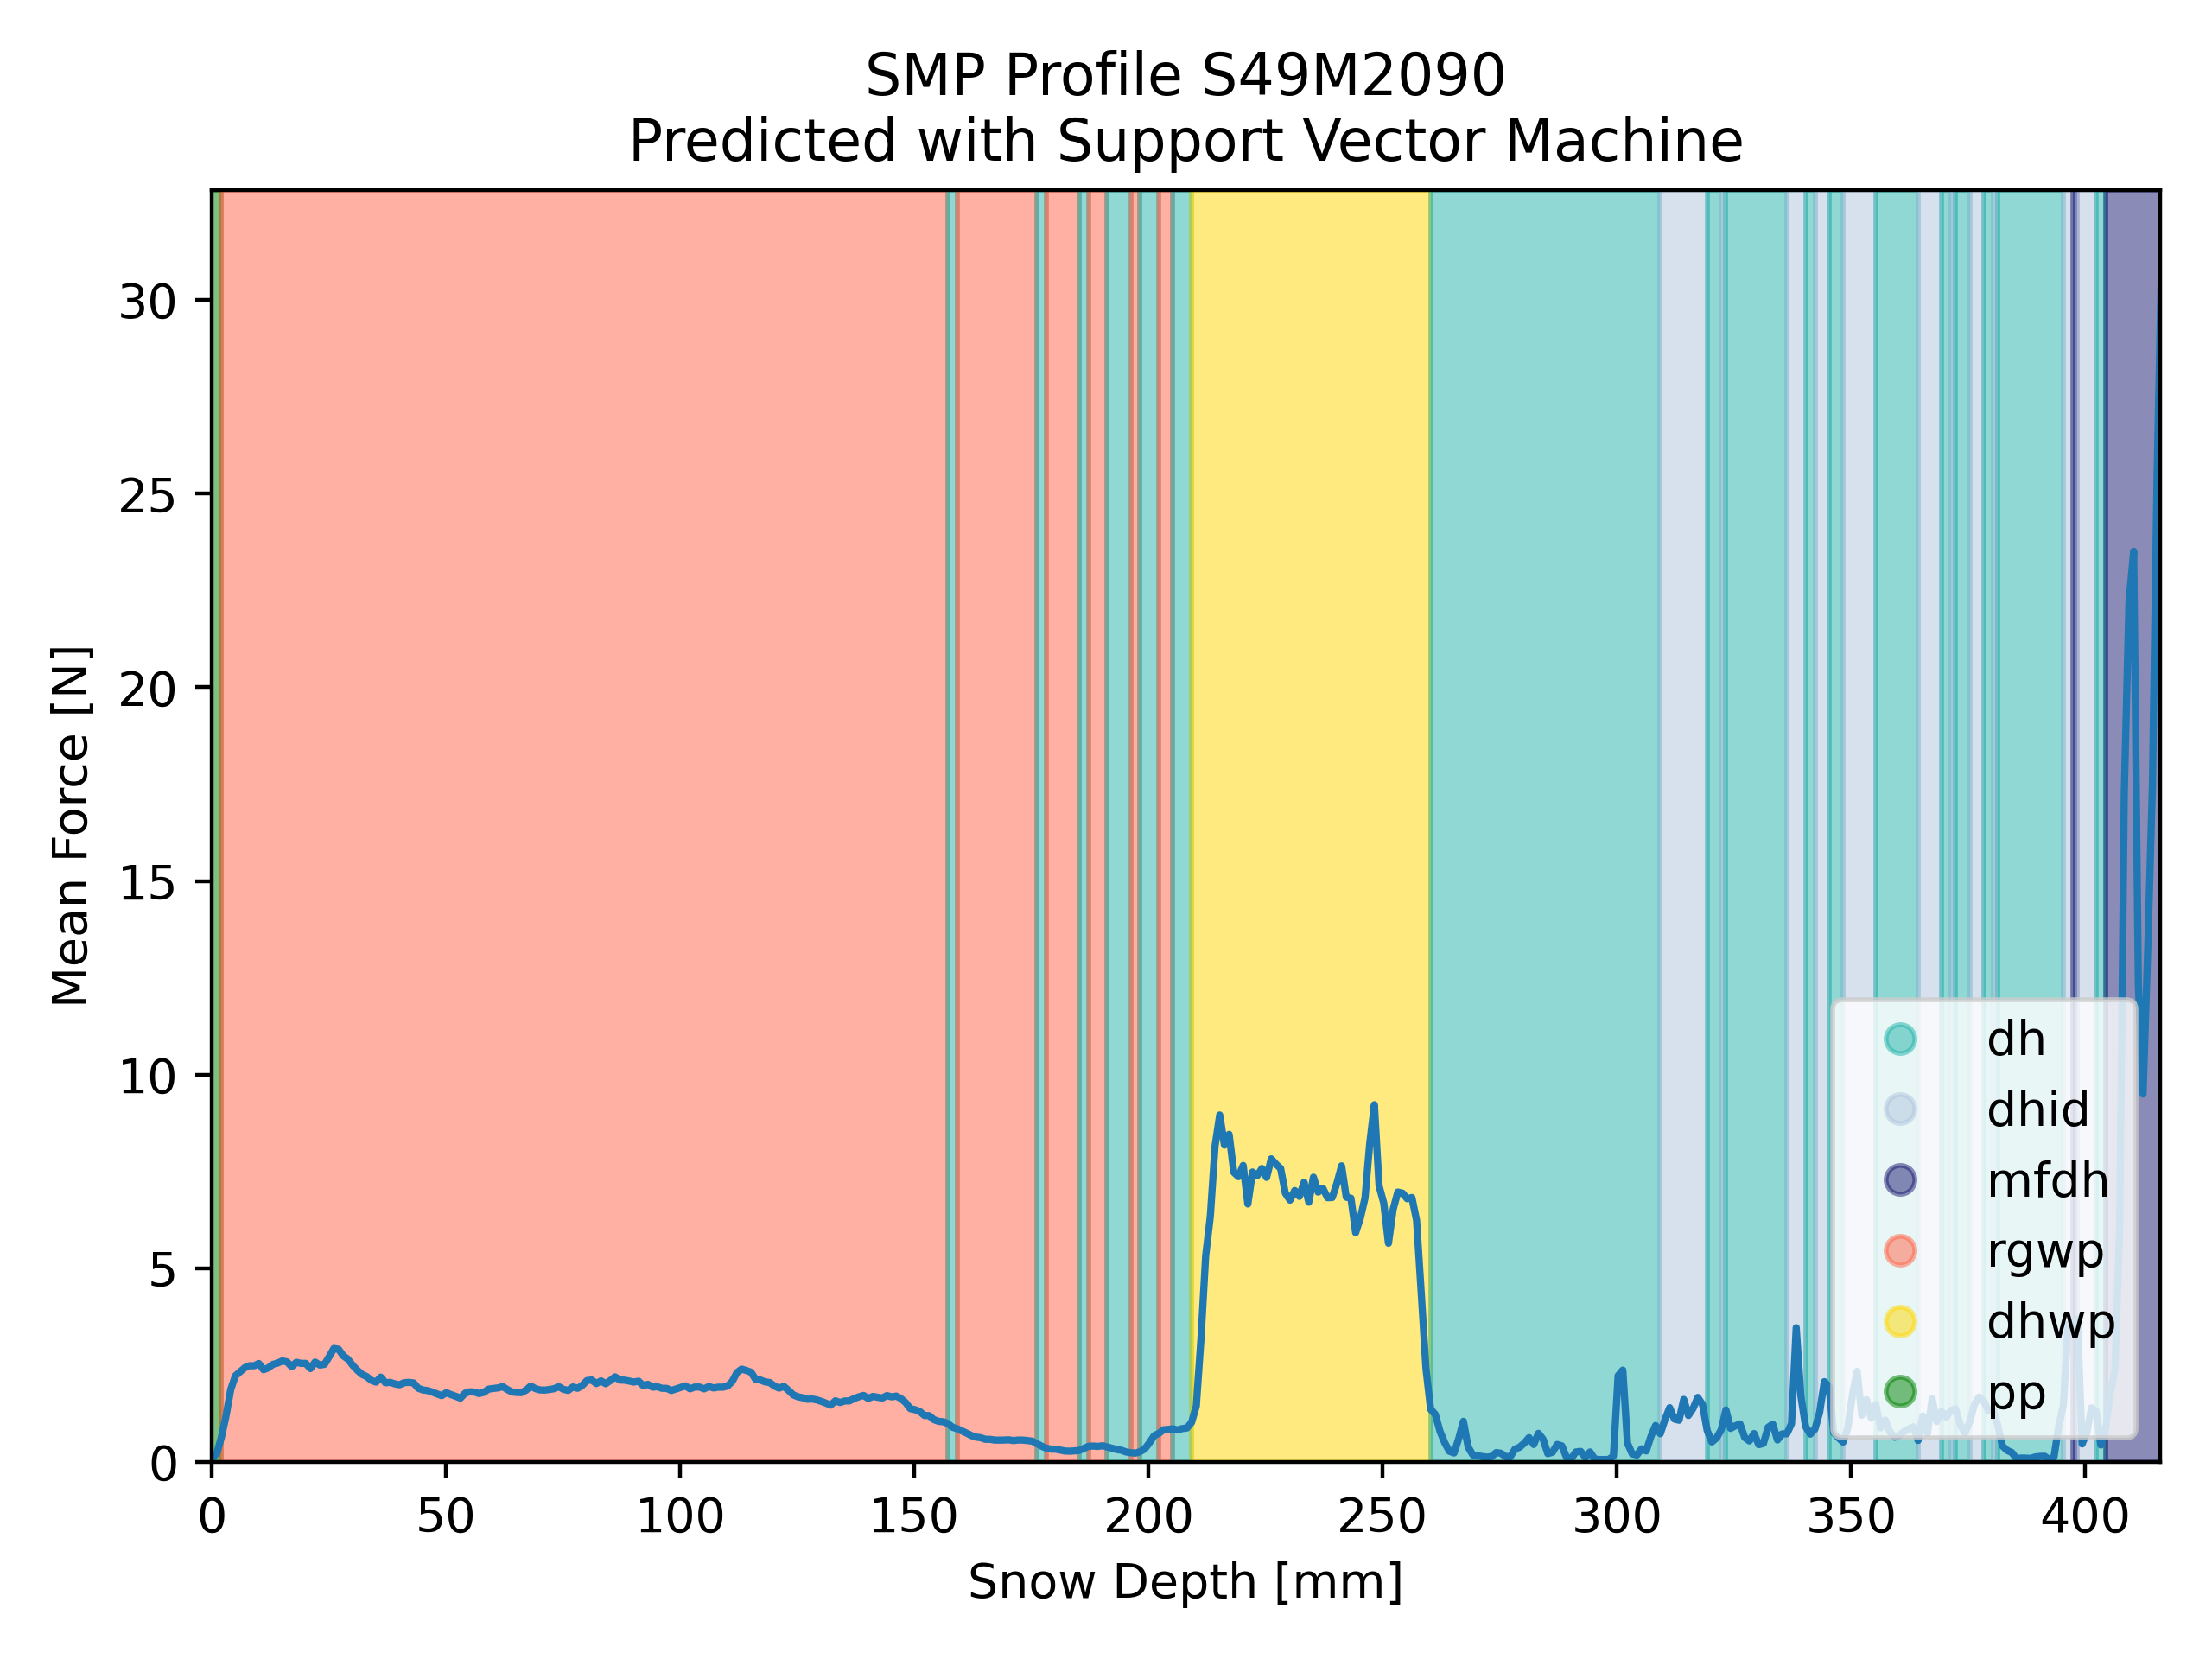 SMP Profile S49M2090
Predicted with Support Vector Machine
Mean Force [N]
30
25
20
15
10
5
0
dh
dhid
mfdh
rgwp
dhwp
pp
0 50 100 150 200 250 300 350 400
Snow Depth [mm]